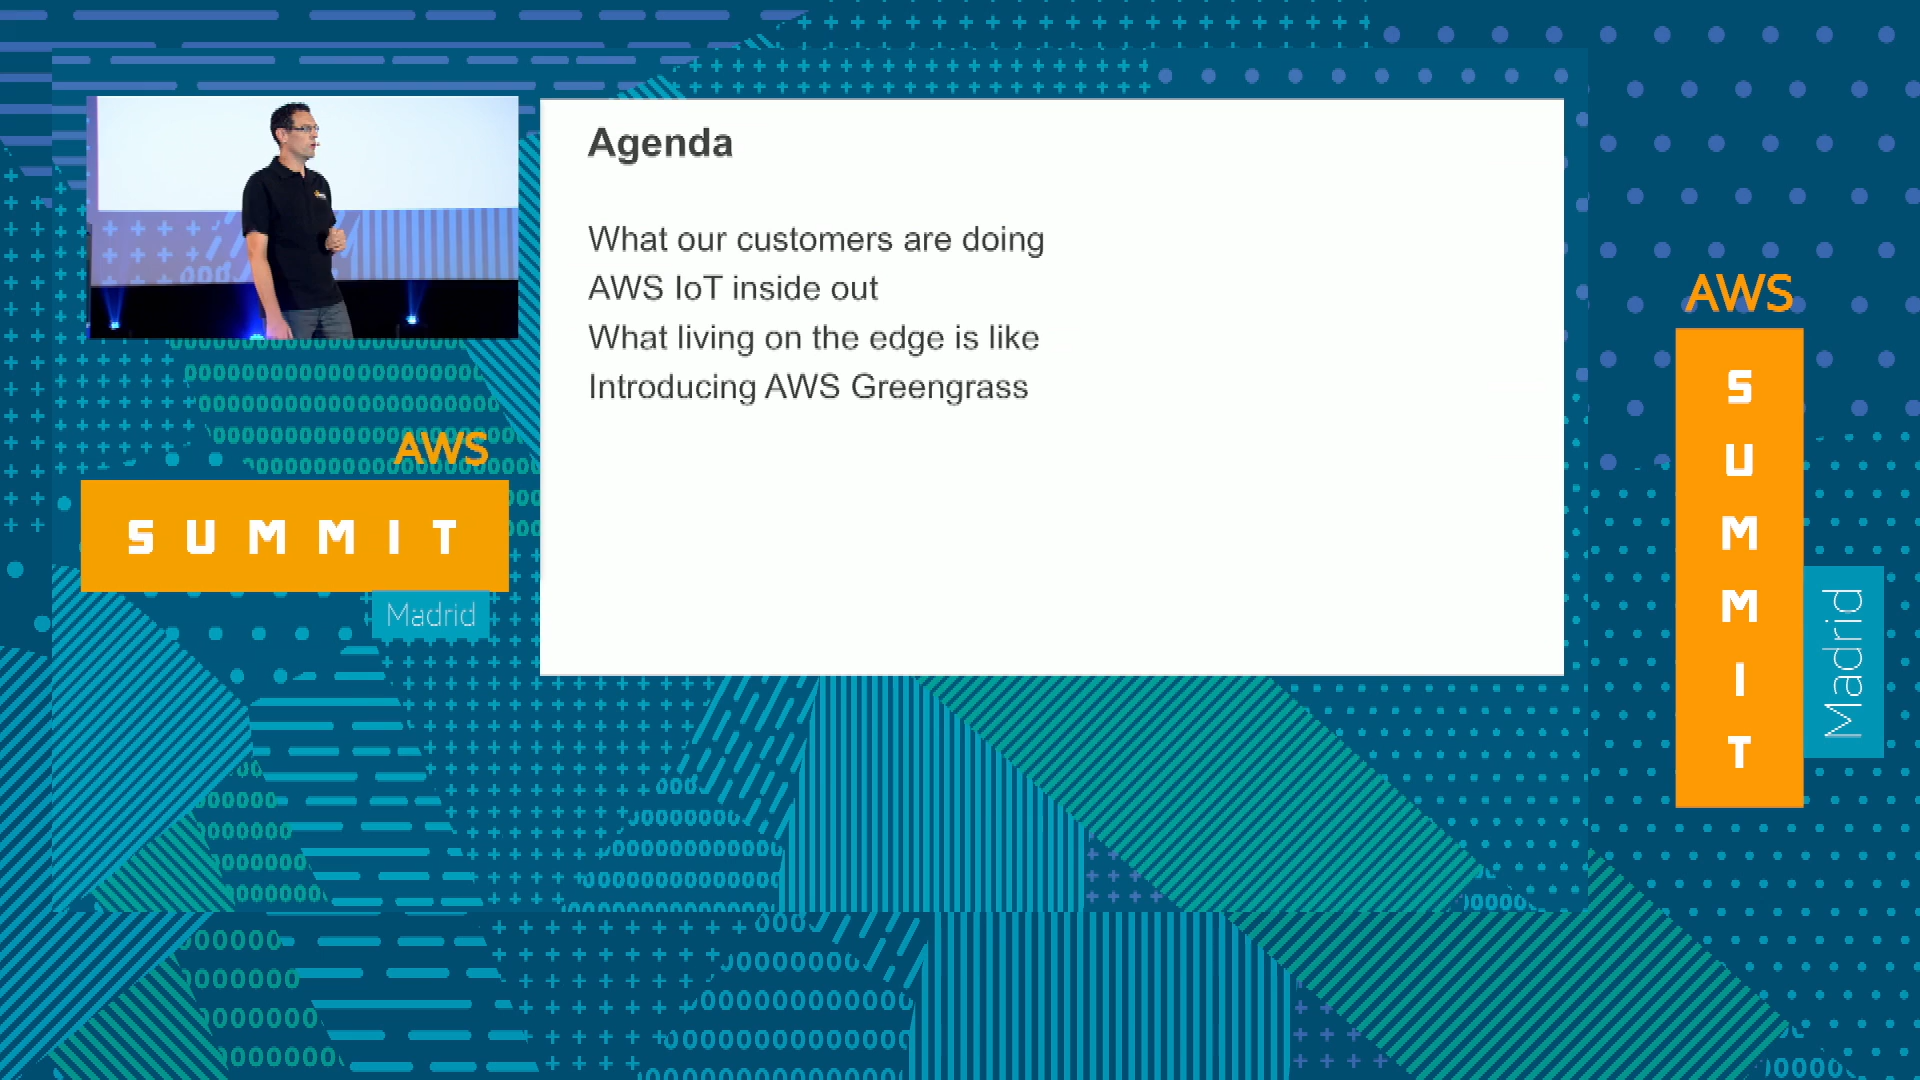 Agenda
What our customers are doing
AWS IoT inside out
What living on the edge is like
Introducing AWS Greengrass
AWS
SUMMIT
Madrid
AWS
SUMMIT
Madrid